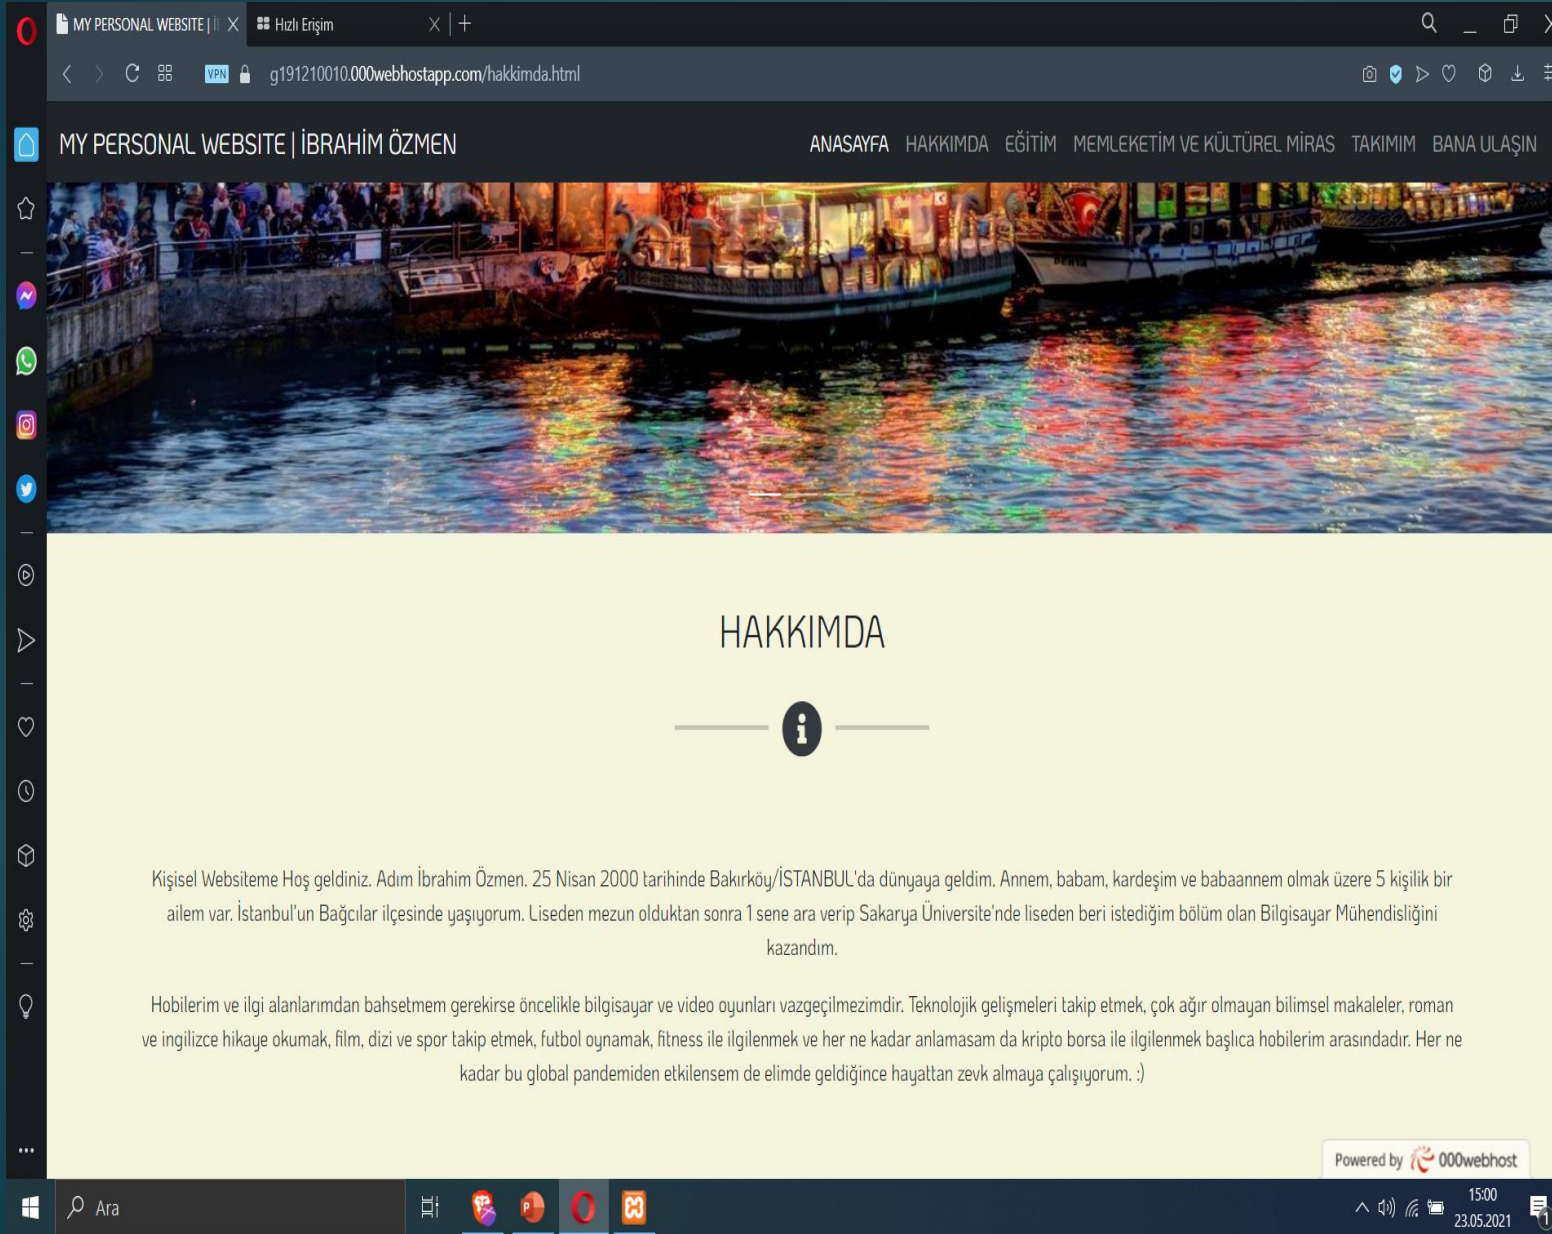 MY PERSONAL WEBSITE | İ
Hızlı Erişim
VPN
g191210010.000webhostapp.com/hakkimda.html
MY PERSONAL WEBSITE | İBRAHİM ÖZMEN
ANASAYFA HAKKIMDA EĞİTİM MEMLEKETİM VE KÜLTÜREL MİRAS TAKIMIM BANA ULAŞIN
DERYA
HAKKIMDA
Kişisel Websiteme Hoş geldiniz. Adım İbrahim Özmen. 25 Nisan 2000 tarihinde Bakırköy/İSTANBUL'da dünyaya geldim. Annem, babam, kardeşim ve babaannem olmak üzere 5 kişilik bir
ailem var. İstanbul'un Bağcılar ilçesinde yaşıyorum. Liseden mezun olduktan sonra 1 sene ara verip Sakarya Üniversite'nde liseden beri istediğim bölüm olan Bilgisayar Mühendisliğini
kazandım.
Hobilerim ve ilgi alanlarımdan bahsetmem gerekirse öncelikle bilgisayar ve video oyunları vazgeçilmezimdir. Teknolojik gelişmeleri takip etmek, çok ağır olmayan bilimsel makaleler, roman
ve ingilizce hikaye okumak, film, dizi ve spor takip etmek, futbol oynamak, fitness ile ilgilenmek ve her ne kadar anlamasam da kripto borsa ile ilgilenmek başlıca hobilerim arasındadır. Her ne
kadar bu global pandemiden etkilensem de elimde geldiğince hayattan zevk almaya çalışıyorum. :)
Powered by 000webhost
Ara
15:00
23.05.2021
1